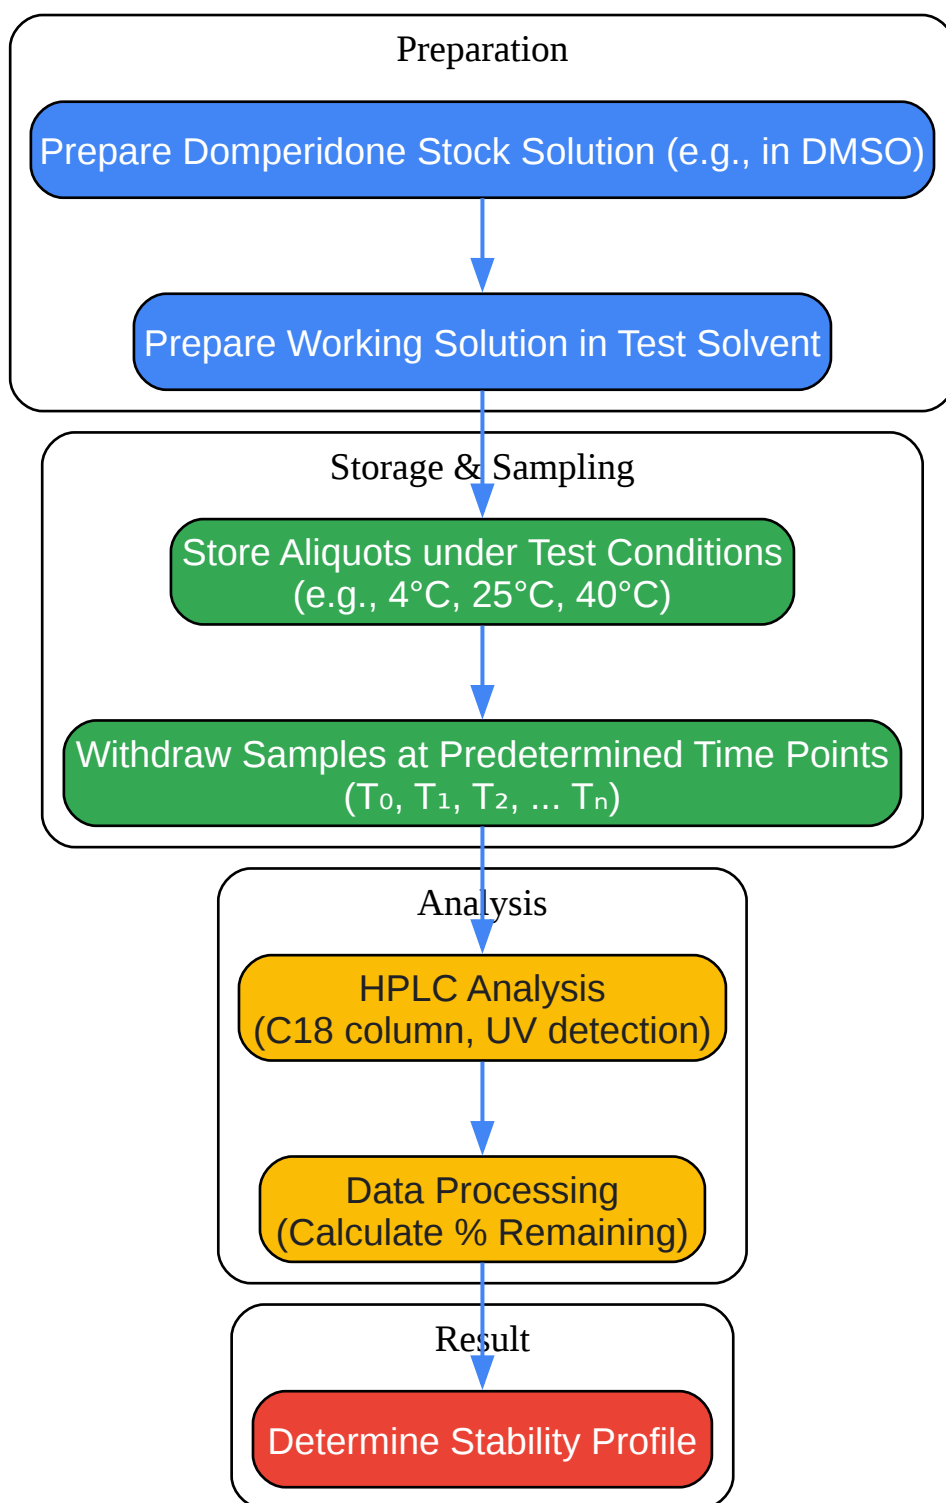 Preparation
Prepare Domperidone Stock Solution (e.g., in DMSO)
Prepare Working Solution in Test Solvent
Storage & Sampling
Store Aliquots under Test Conditions
(e.g., 4°C, 25°C, 40°C)
Withdraw Samples at Predetermined Time Points
(T₀, T₁, T₂, ... Tₙ)
Analysis
HPLC Analysis
(C18 column, UV detection)
Data Processing
(Calculate % Remaining)
Result
Determine Stability Profile